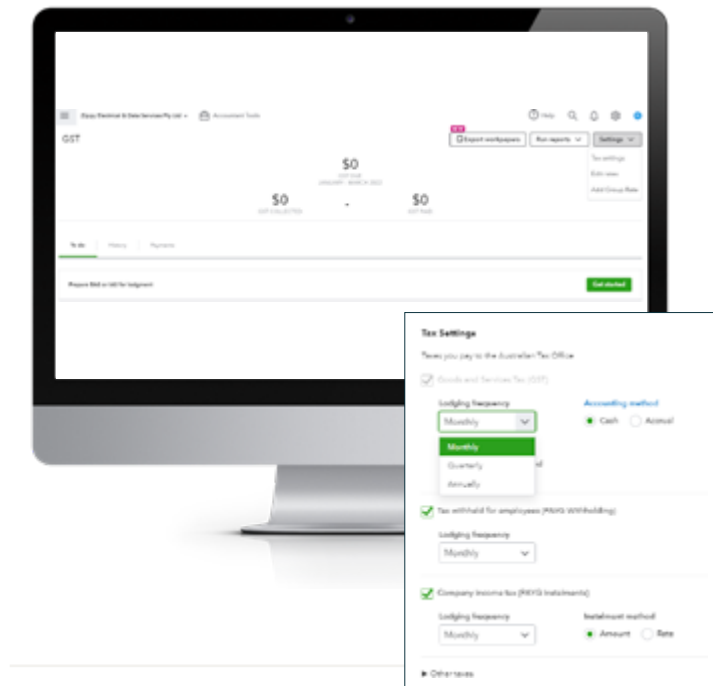 Electrical & Data Services Pty Ltd
Accountant Tools
Help
GST
NEW
Export workpapers
Run reports
Settings
Tax settings
Edit rates
Add Group Rate
$0
GST DUE
JANUARY - MARCH 2022
$0
GST COLLECTED
-
$0
GST PAID
To do
History
Payments
Prepare BAS or IAS for lodgment
Get started
Tax Settings
Taxes you pay to the Australian Tax Office
Goods and Services Tax (GST)
Lodging frequency
Accounting method
Monthly
Cash
Accrual
Monthly
Quarterly
Annually
Tax withheld for employees (PAYG Withholding)
Lodging frequency
Monthly
Company income tax (PAYG Instalments)
Lodging frequency
Instalment method
Monthly
Amount
Rate
Other taxes